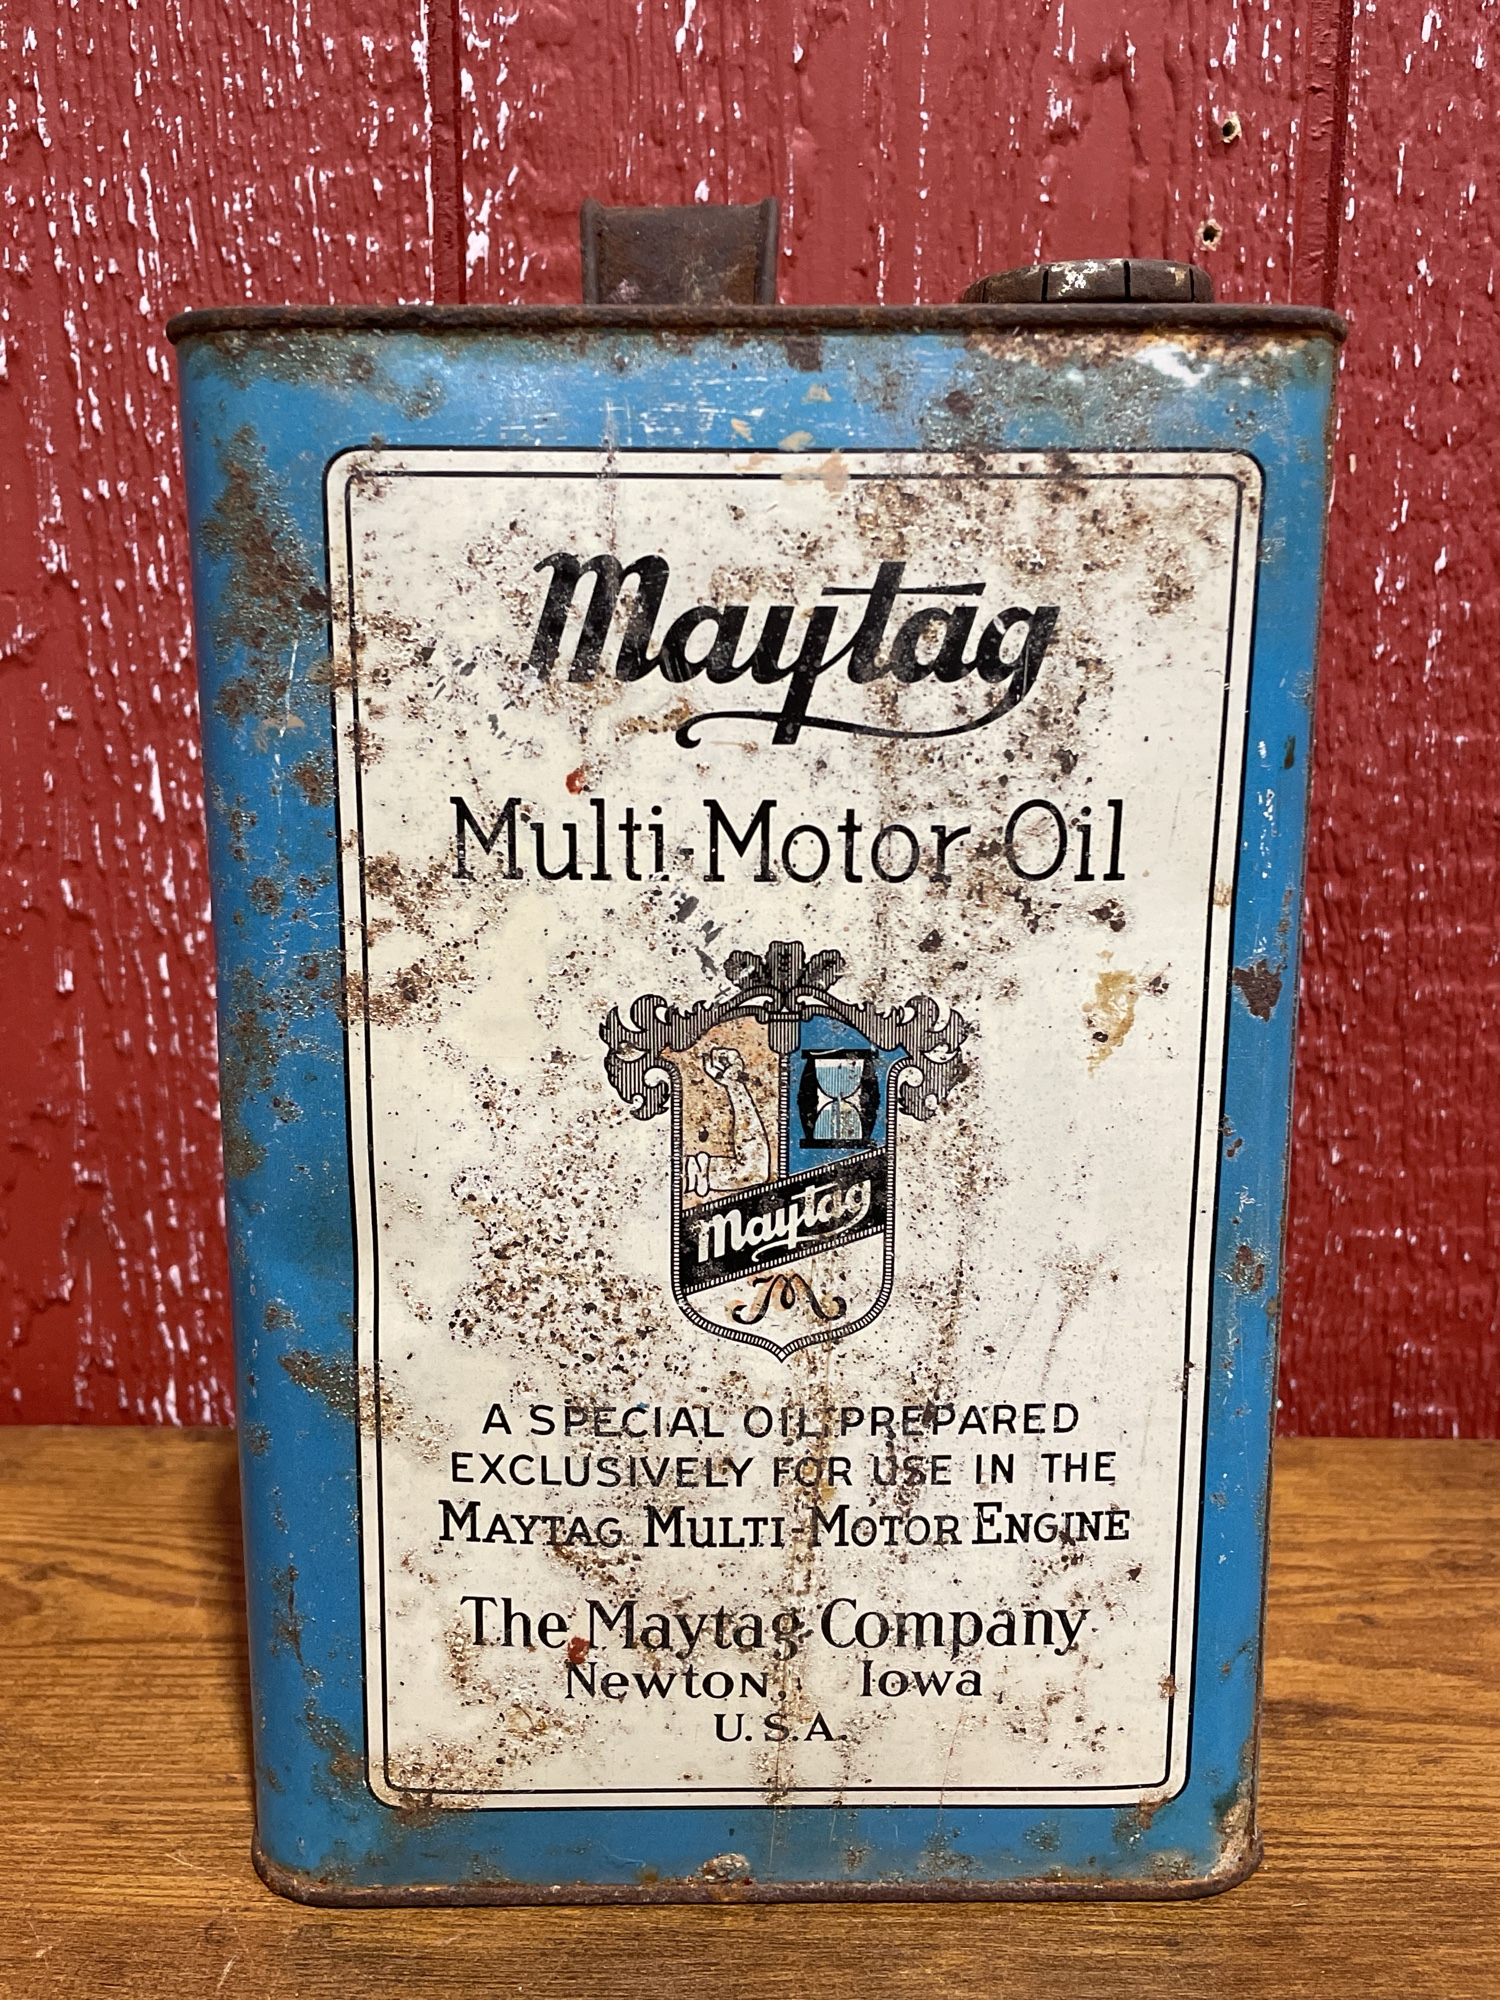 Maytag
Multi-Motor Oil
Maytag
M
A SPECIAL OIL PREPARED
EXCLUSIVELY FOR USE IN THE
MAYTAG MULTI-MOTOR ENGINE
The Maytag Company
NEWTON, IOWA
U.S.A.